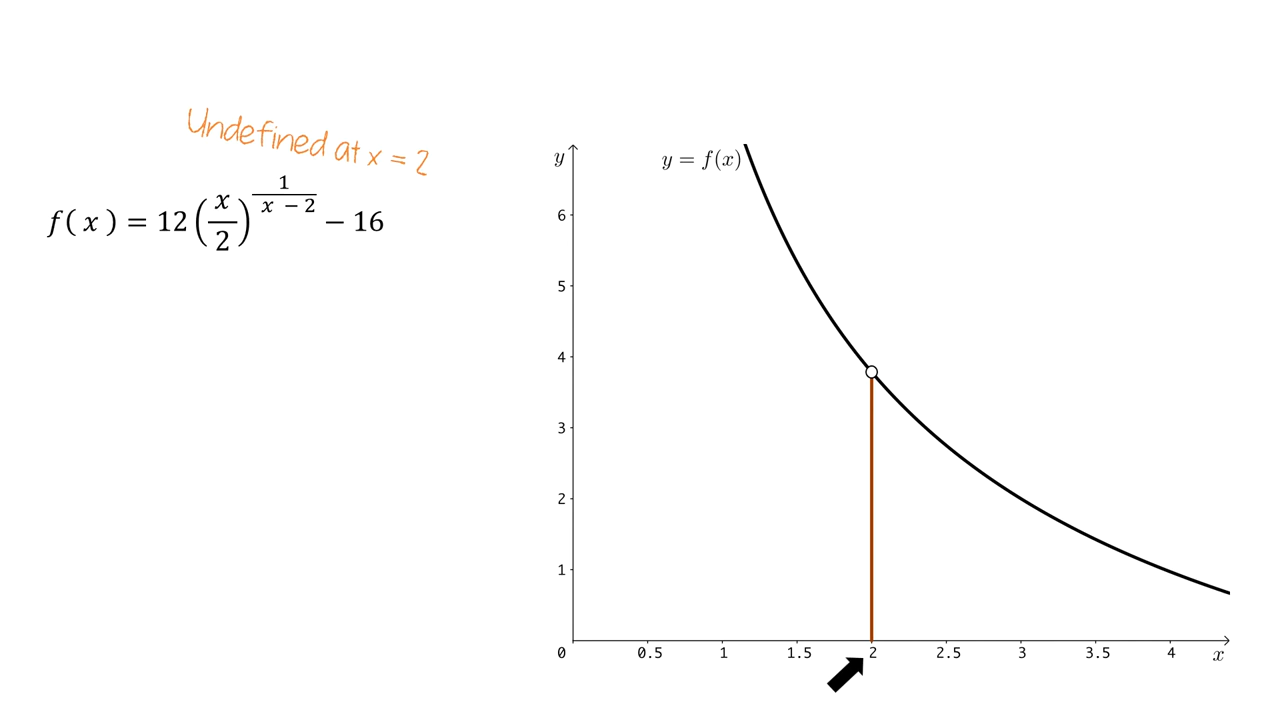 Undefined at x = 2
f( x ) = 12 (x/2)^(1/(x − 2)) − 16
y
y = f(x)
6
5
4
3
2
1
0 0.5 1 1.5 2 2.5 3 3.5 4 x